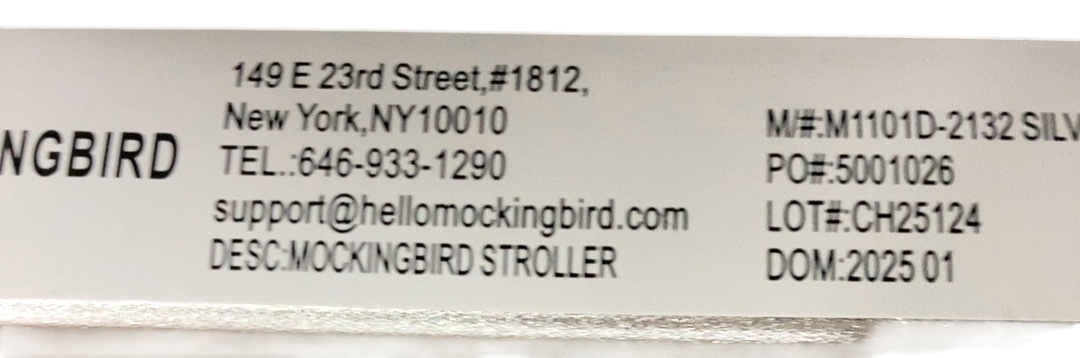 NGBIRD
149 E 23rd Street,#1812,
New York,NY10010
TEL.:646-933-1290
support@hellomockingbird.com
DESC:MOCKINGBIRD STROLLER
M/#:M1101D-2132 SILV
PO#:5001026
LOT#:CH25124
DOM:2025 01